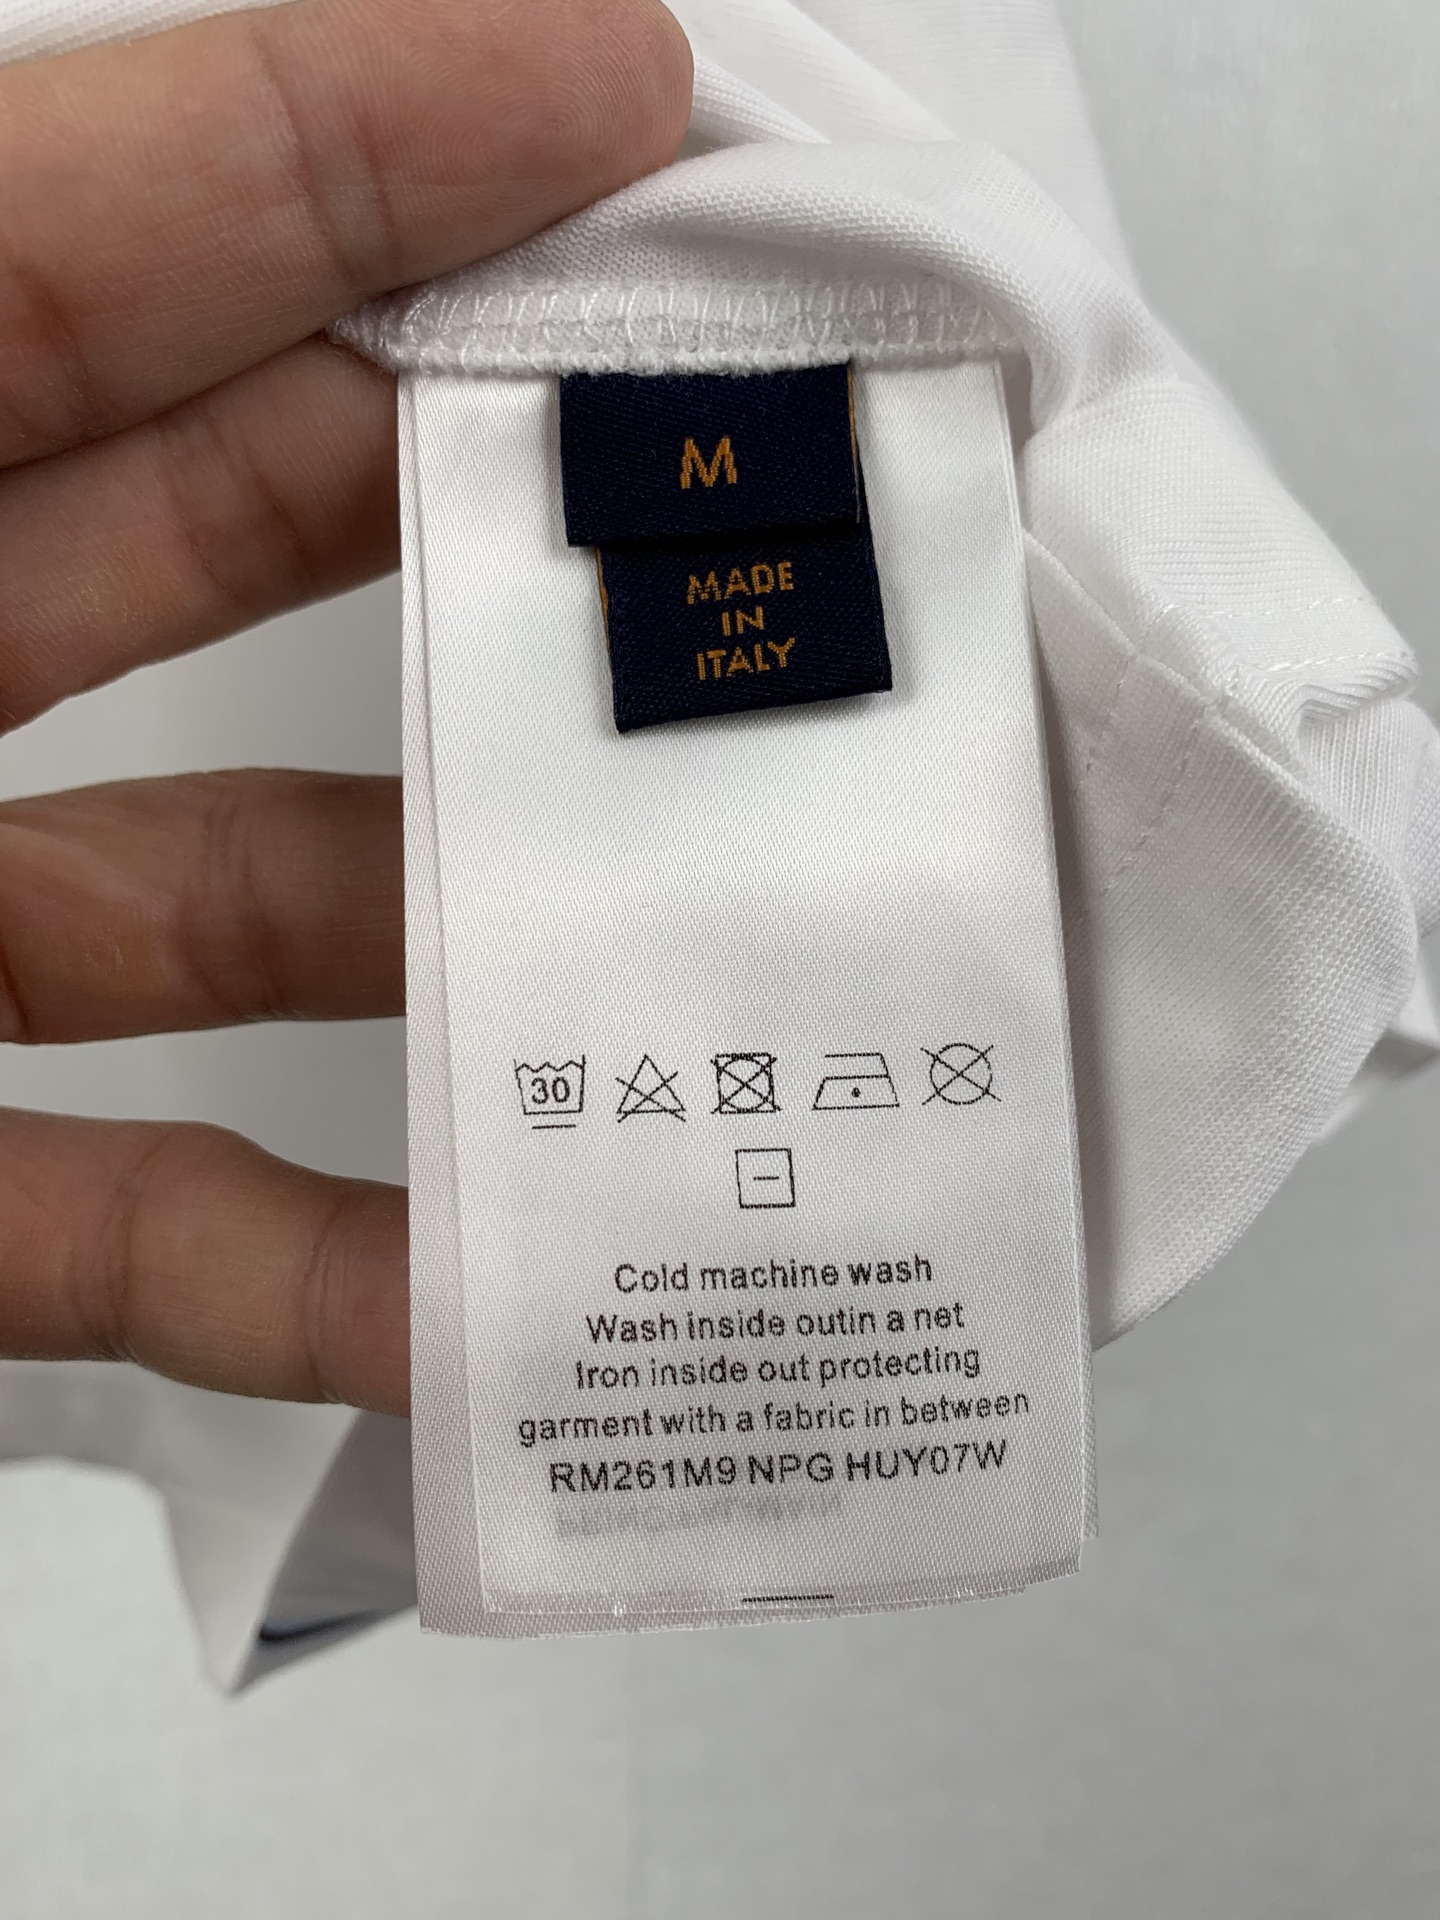 M
MADE
IN
ITALY
30
Cold machine wash
Wash inside outin a net
Iron inside out protecting
garment with a fabric in between
RM261M9 NPG HUY07W